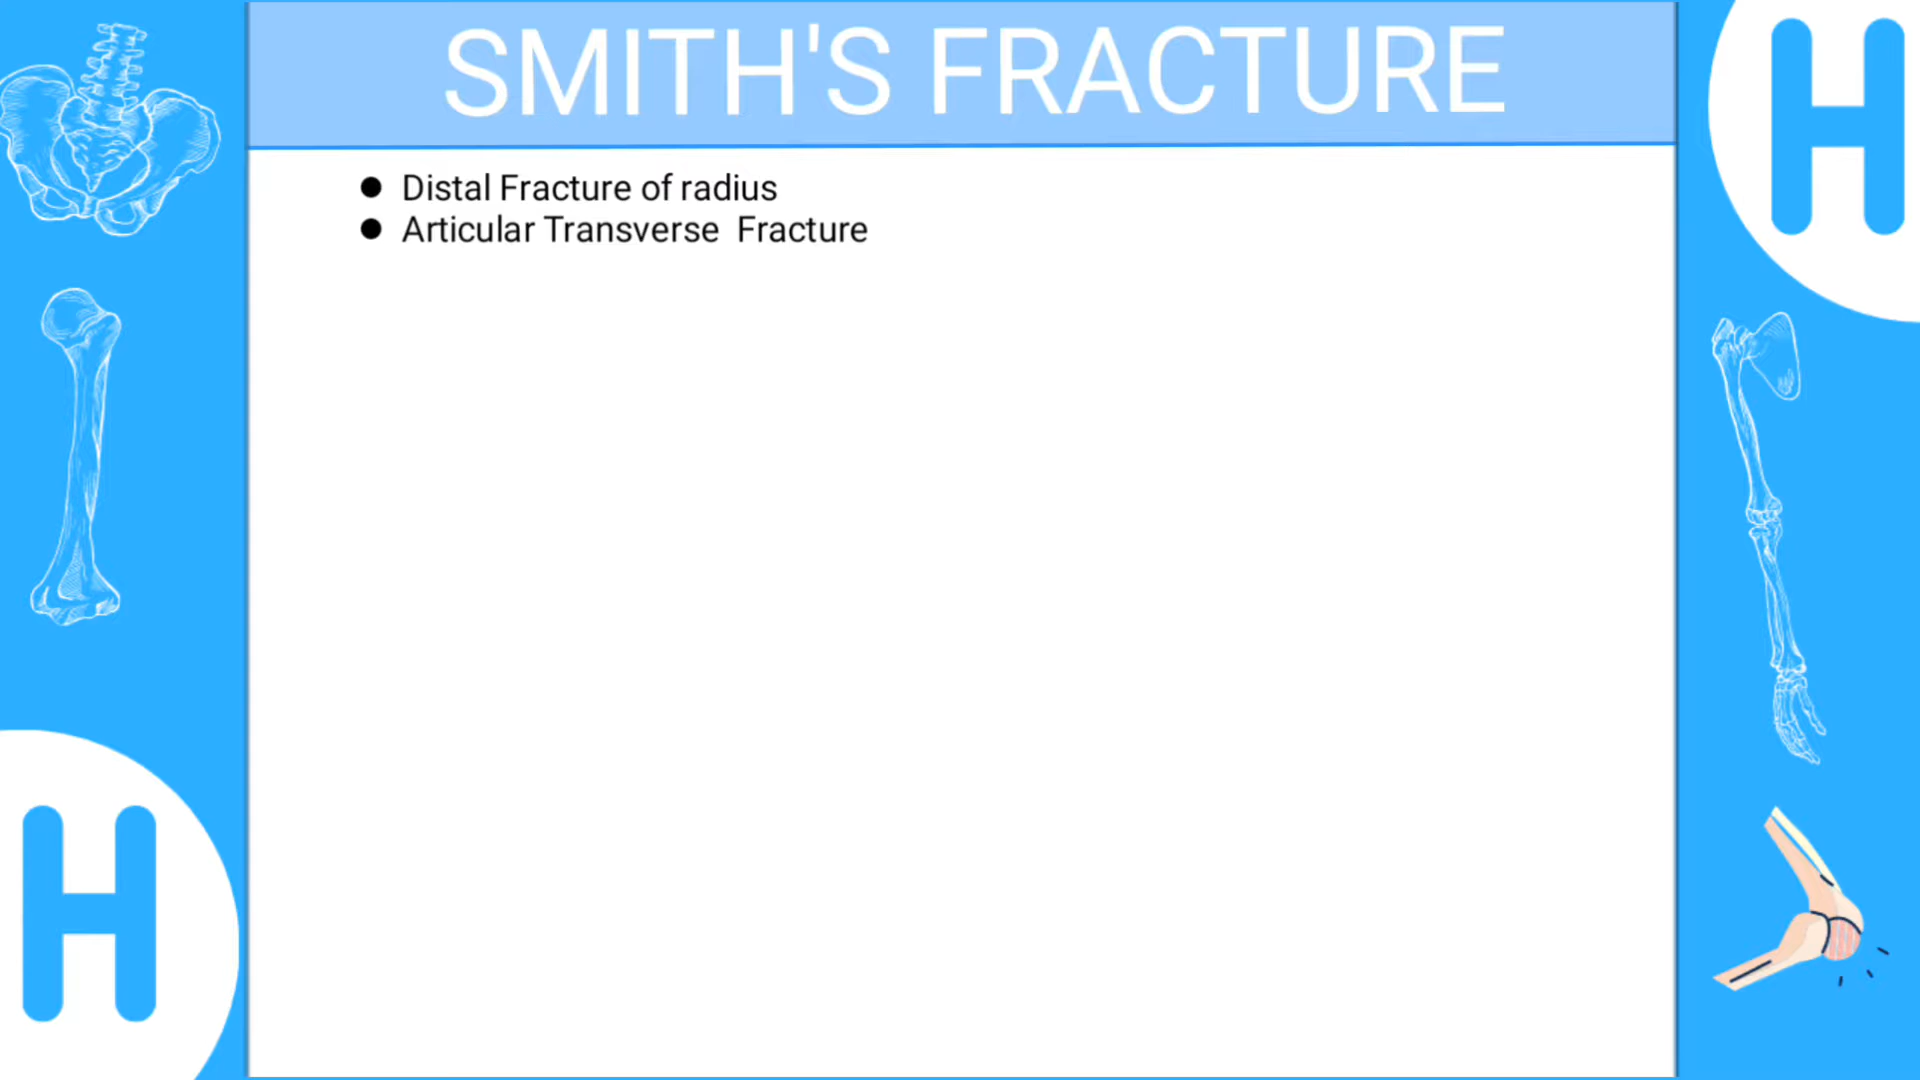 SMITH'S FRACTURE
H
● Distal Fracture of radius
● Articular Transverse  Fracture
H